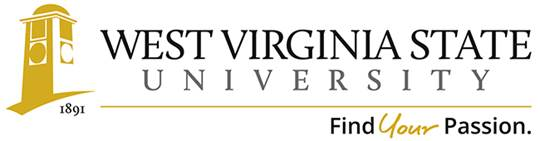 WEST VIRGINIA STATE
UNIVERSITY
1891
Find Your Passion.